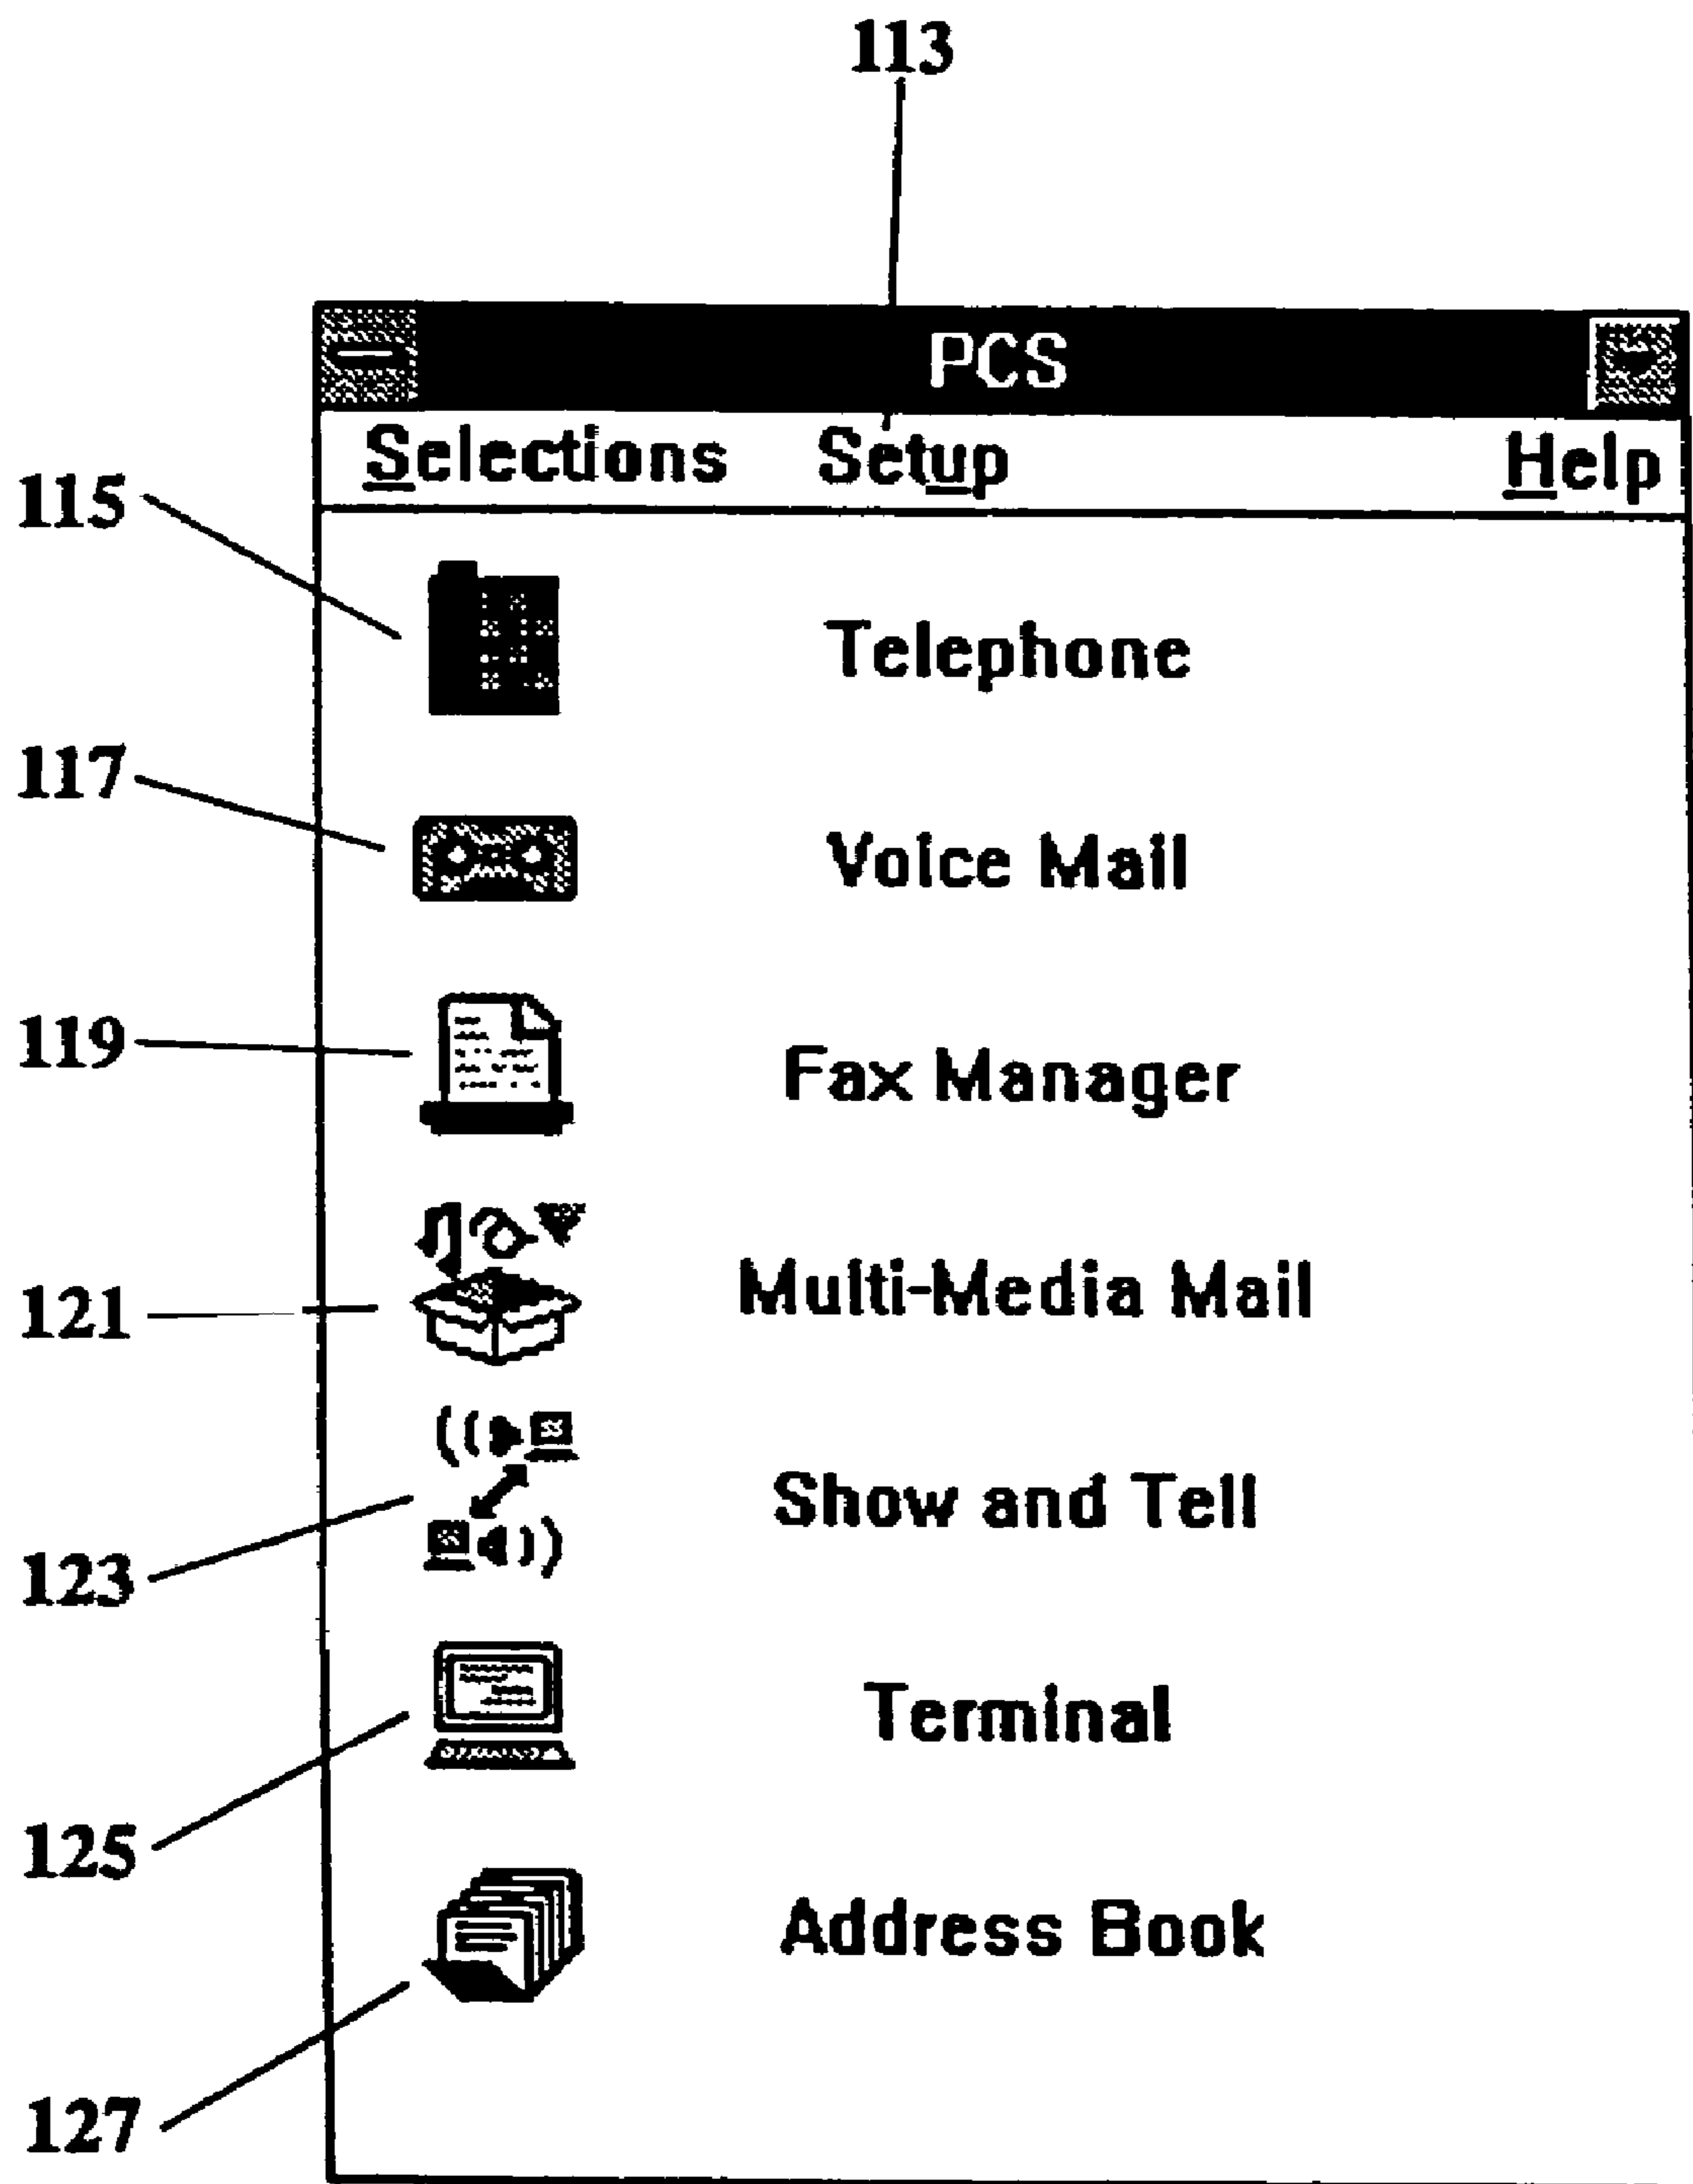 113
PCS
Selections Setup Help
115
Telephone
117
Voice Mail
119
Fax Manager
121
Multi-Media Mail
123
Show and Tell
125
Terminal
127
Address Book